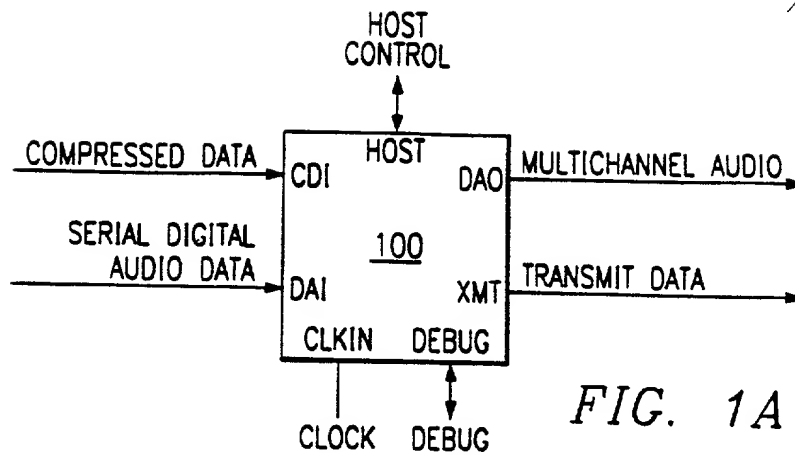 HOST
CONTROL
COMPRESSED DATA
HOST
CDI
DAO
MULTICHANNEL AUDIO
SERIAL DIGITAL
AUDIO DATA
100
DAI
XMT
TRANSMIT DATA
CLKIN
DEBUG
CLOCK
DEBUG
FIG. 1A